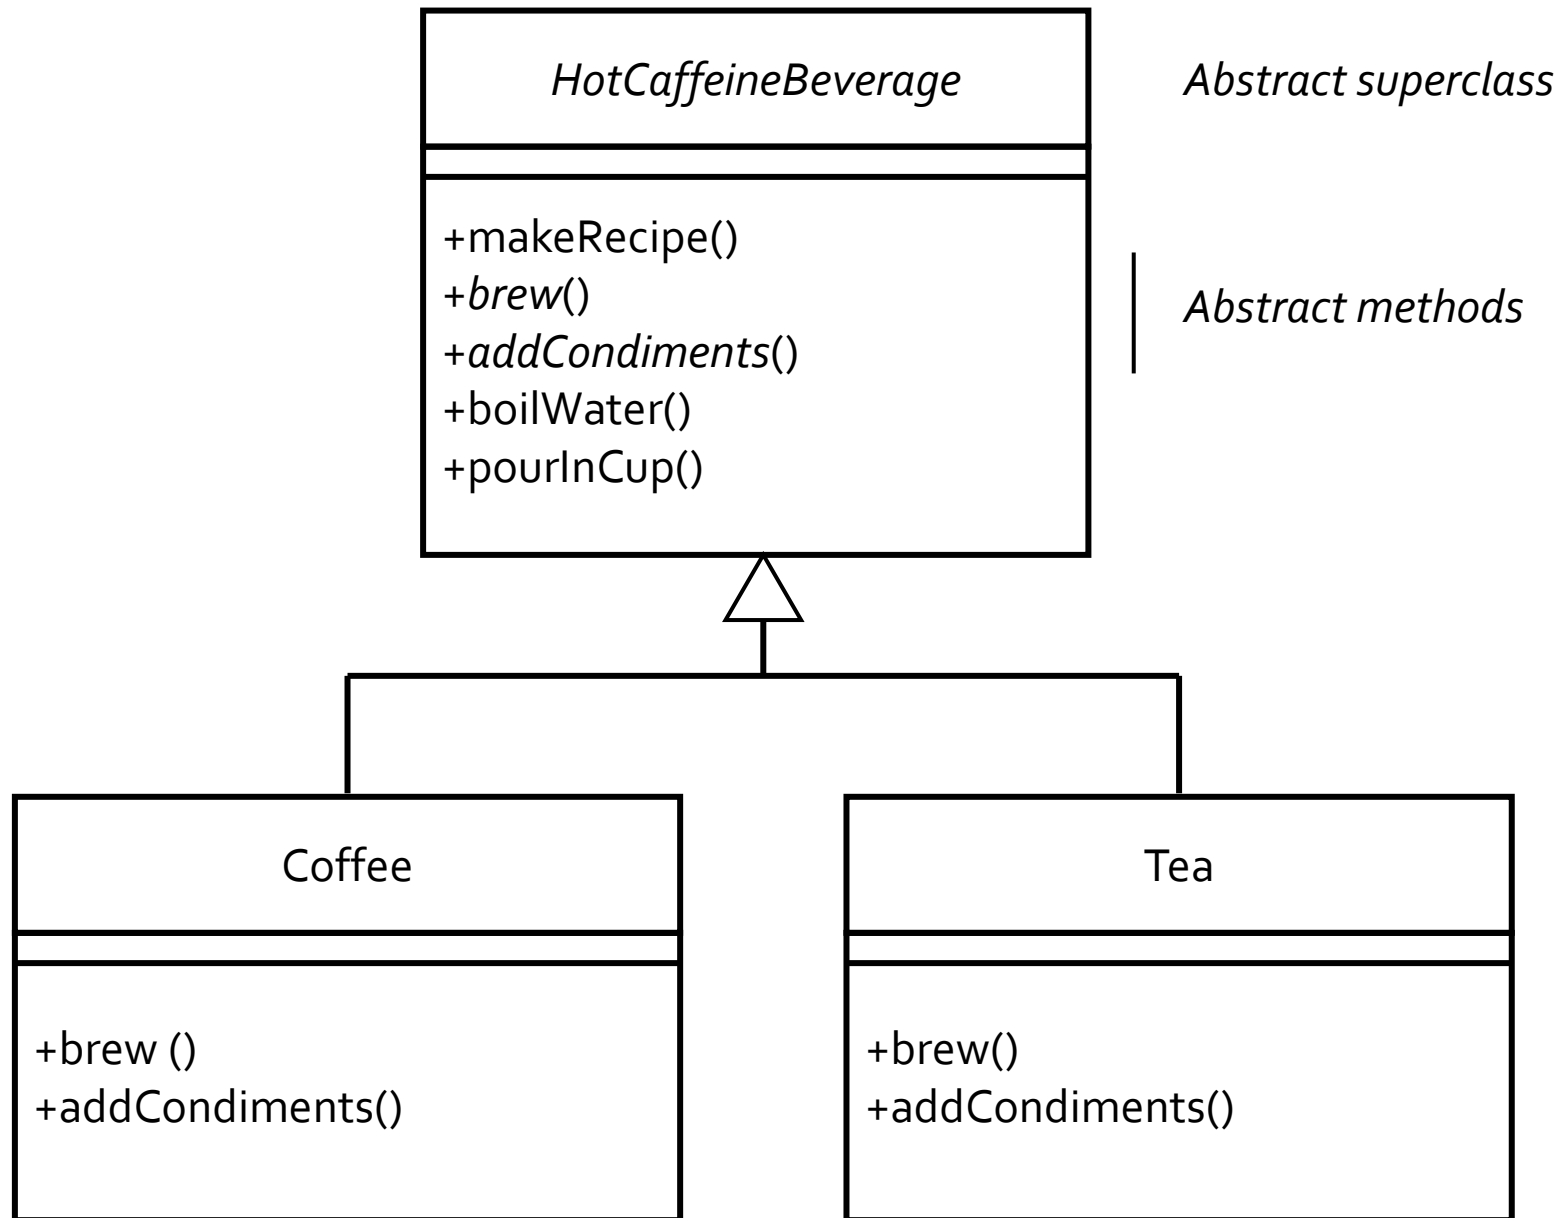 HotCaffeineBeverage
Abstract superclass
+makeRecipe()
+brew()
+addCondiments()
+boilWater()
+pourInCup()
Abstract methods
Coffee
+brew ()
+addCondiments()
Tea
+brew()
+addCondiments()